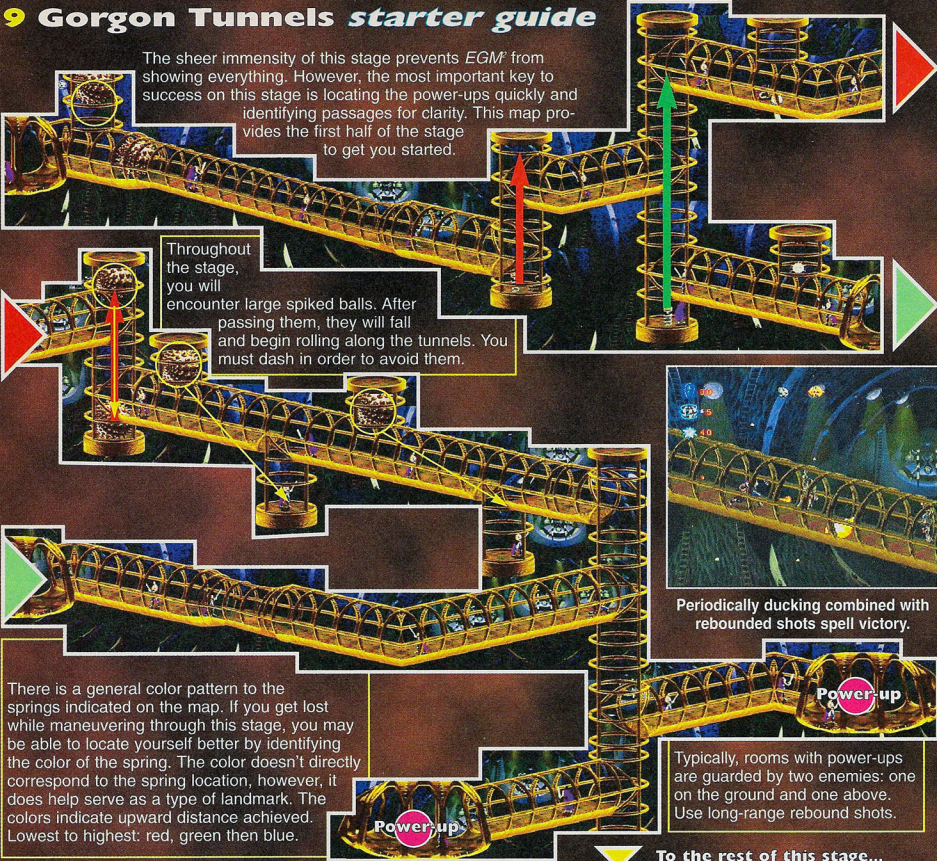 9 Gorgon Tunnels starter guide
The sheer immensity of this stage prevents EGM² from
showing everything. However, the most important key to
success on this stage is locating the power-ups quickly and
identifying passages for clarity. This map pro-
vides the first half of the stage
to get you started.
Throughout
the stage,
you will
encounter large spiked balls. After
passing them, they will fall
and begin rolling along the tunnels. You
must dash in order to avoid them.
Periodically ducking combined with
rebounded shots spell victory.
There is a general color pattern to the
springs indicated on the map. If you get lost
while maneuvering through this stage, you may
be able to locate yourself better by identifying
the color of the spring. The color doesn't directly
correspond to the spring location, however, it
does help serve as a type of landmark. The
colors indicate upward distance achieved.
Lowest to highest: red, green then blue.
Power-up
Power-up
Typically, rooms with power-ups
are guarded by two enemies: one
on the ground and one above.
Use long-range rebound shots.
To the rest of this stage...